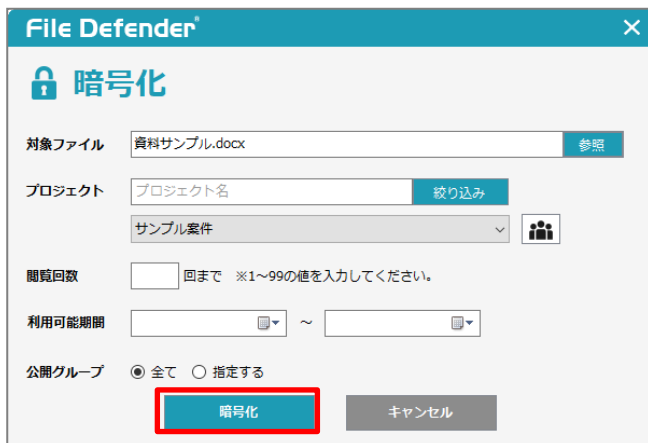 File Defender®
暗号化
対象ファイル 資料サンプル.docx 参照
プロジェクト プロジェクト名 絞り込み
サンプル案件
閲覧回数 回まで ※1～99の値を入力してください。
利用可能期間 ～
公開グループ 全て 指定する
暗号化 キャンセル